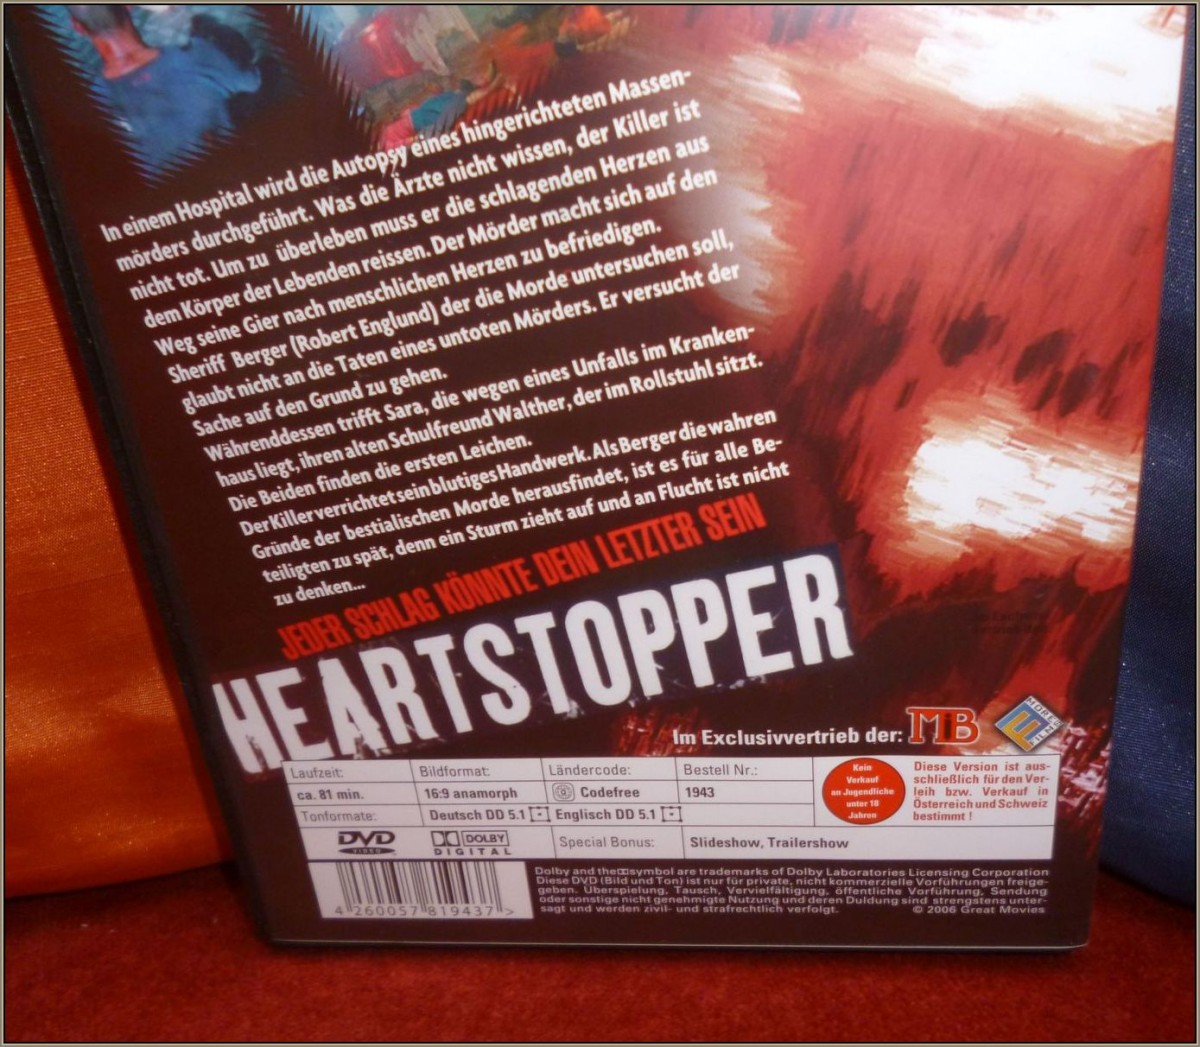 In einem Hospital wird die Autopsy eines hingerichteten Massen-
mörders durchgeführt. Was die Ärzte nicht wissen, der Killer ist
nicht tot. Um zu überleben muss er die schlagenden Herzen aus
dem Körper der Lebenden reissen. Der Mörder macht sich auf den
Weg seine Gier nach menschlichen Herzen zu befriedigen.
Sheriff Berger (Robert Englund) der die Morde untersuchen soll,
glaubt nicht an die Taten eines untoten Mörders. Er versucht der
Sache auf den Grund zu gehen.
Währenddessen trifft Sara, die wegen eines Unfalls im Kranken-
haus liegt, ihren alten Schulfreund Walther, der im Rollstuhl sitzt.
Die Beiden finden die ersten Leichen.
Der Killer verrichtet sein blutiges Handwerk. Als Berger die wahren
Gründe der bestialischen Morde herausfindet, ist es für alle Be-
teiligten zu spät, denn ein Sturm zieht auf und an Flucht ist nicht
zu denken...
JEDER SCHLAG KÖNNTE DEIN LETZTER SEIN
HEARTSTOPPER
Im Exclusivvertrieb der: MiB
Laufzeit:
ca. 81 min.
Bildformat:
16:9 anamorph
Ländercode:
Codefree
Bestell Nr.:
1943
Tonformate:
Deutsch DD 5.1
Englisch DD 5.1
Kein
Verkauf
an Jugendliche
unter 18
Jahren
Diese Version ist aus-
schließlich für den Ver-
leih bzw. Verkauf in
Österreich und Schweiz
bestimmt !
DVD
VIDEO
DOLBY
DIGITAL
Special Bonus:
Slideshow, Trailershow
4 260057 819437 >
Dolby and the symbol are trademarks of Dolby Laboratories Licensing Corporation
Diese DVD (Bild und Ton) ist nur für private, nicht kommerzielle Vorführungen freige-
geben. Überspielung, Tausch, Vervielfältigung, öffentliche Vorführung, Sendung
oder sonstige nicht genehmigte Nutzung und deren Duldung sind strengstens unter-
sagt und werden zivil- und strafrechtlich verfolgt. © 2006 Great Movies